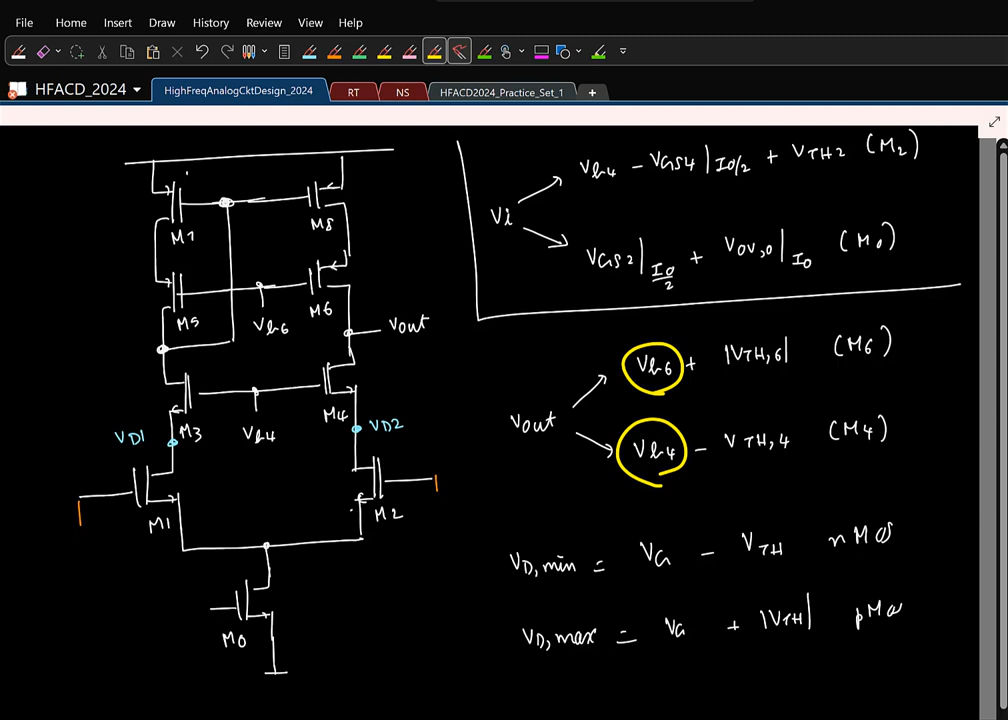 File Home Insert Draw History Review View Help
HFACD_2024 HighFreqAnalogCktDesign_2024 RT NS HFACD2024_Practice_Set_1
M7
M8
M5
M6
Vb6
Vout
M3
M4
Vb4
VD1
VD2
M1
M2
M0
Vi
Vb4 - VGS4|I0/2 + VTH2 (M2)
VGS2|I0/2 + VOV,0|I0 (M0)
Vout
Vb6 + |VTH,6| (M6)
Vb4 - VTH,4 (M4)
VD,min = VG - VTH nMOS
VD,max = VG + |VTH| pMOS